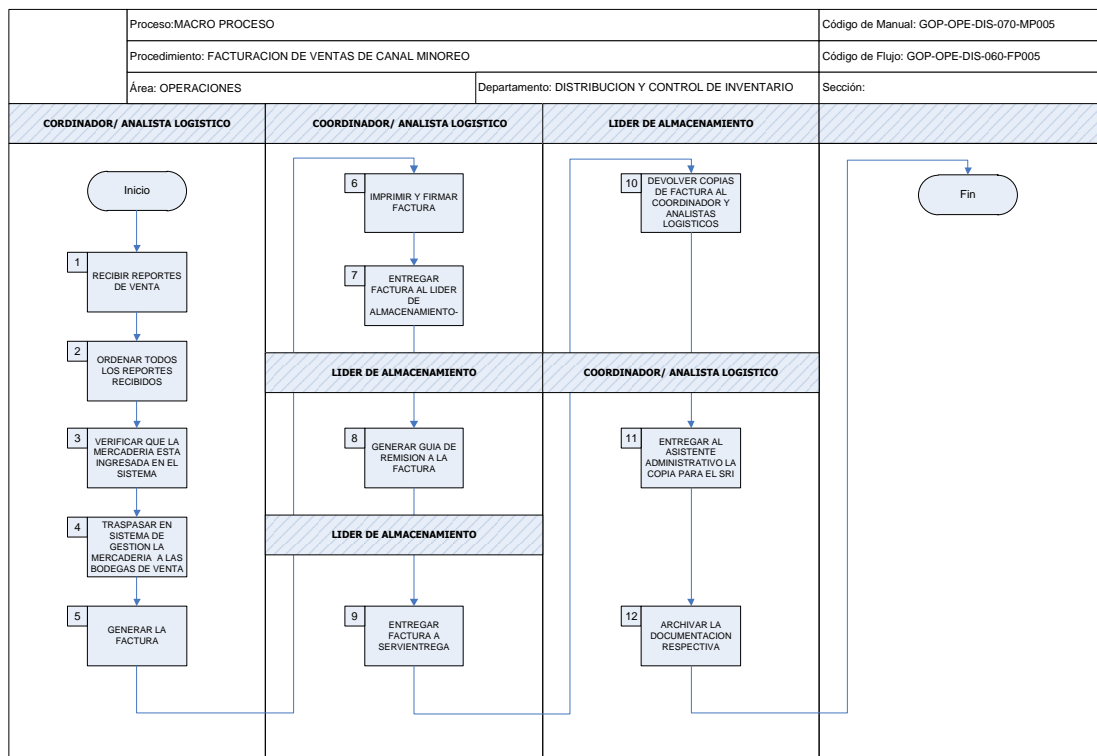 Proceso:MACRO PROCESO
Código de Manual: GOP-OPE-DIS-070-MP005
Procedimiento: FACTURACION DE VENTAS DE CANAL MINOREO
Código de Flujo: GOP-OPE-DIS-060-FP005
Área: OPERACIONES
Departamento: DISTRIBUCION Y CONTROL DE INVENTARIO
Sección:
CORDINADOR/ ANALISTA LOGISTICO
Inicio
1
RECIBIR REPORTES
DE VENTA
2
ORDENAR TODOS
LOS REPORTES
RECIBIDOS
3
VERIFICAR QUE LA
MERCADERIA ESTA
INGRESADA EN EL
SISTEMA
4
TRASPASAR EN
SISTEMA DE
GESTION LA
MERCADERIA A LAS
BODEGAS DE VENTA
5
GENERAR LA
FACTURA
COORDINADOR/ ANALISTA LOGISTICO
6
IMPRIMIR Y FIRMAR
FACTURA
7
ENTREGAR
FACTURA AL LIDER
DE
ALMACENAMIENTO-
LIDER DE ALMACENAMIENTO
8
GENERAR GUIA DE
REMISION A LA
FACTURA
LIDER DE ALMACENAMIENTO
9
ENTREGAR
FACTURA A
SERVIENTREGA
LIDER DE ALMACENAMIENTO
10
DEVOLVER COPIAS
DE FACTURA AL
COORDINADOR Y
ANALISTAS
LOGISTICOS
COORDINADOR/ ANALISTA LOGISTICO
11
ENTREGAR AL
ASISTENTE
ADMINISTRATIVO LA
COPIA PARA EL SRI
12
ARCHIVAR LA
DOCUMENTACION
RESPECTIVA
Fin